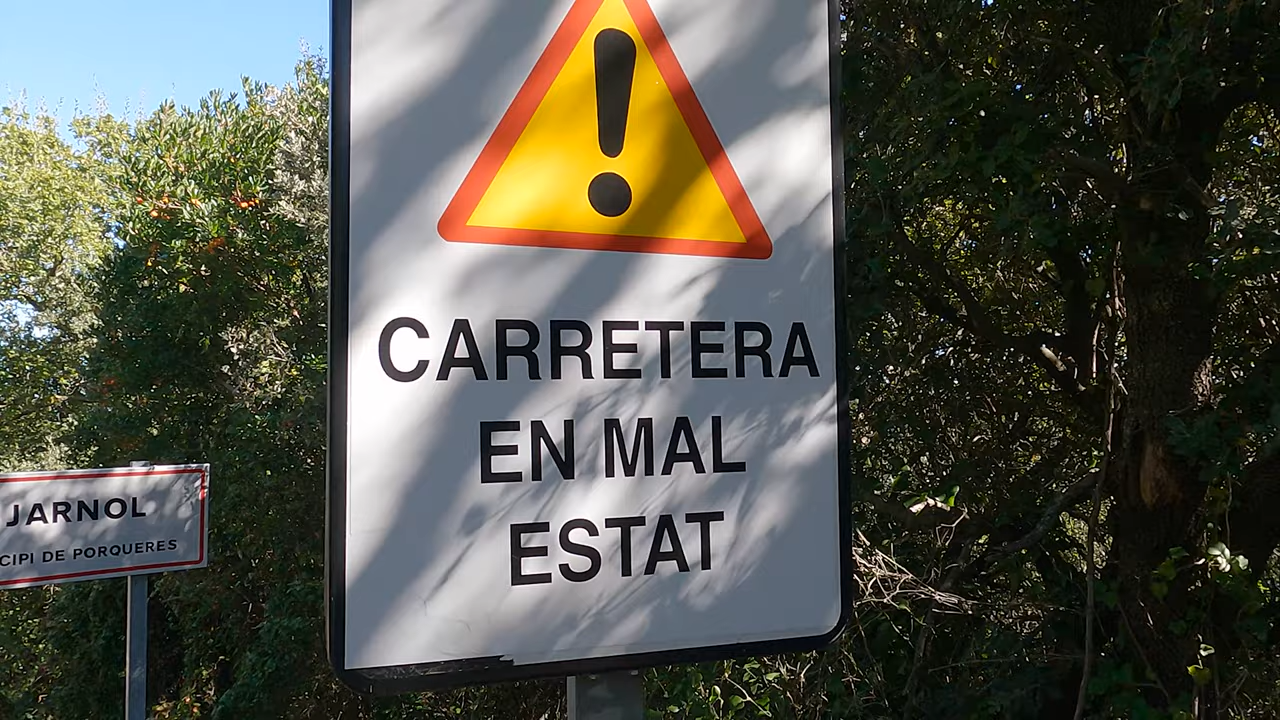 CARRETERA
EN MAL
ESTAT
JARNOL
CIPI DE PORQUERES